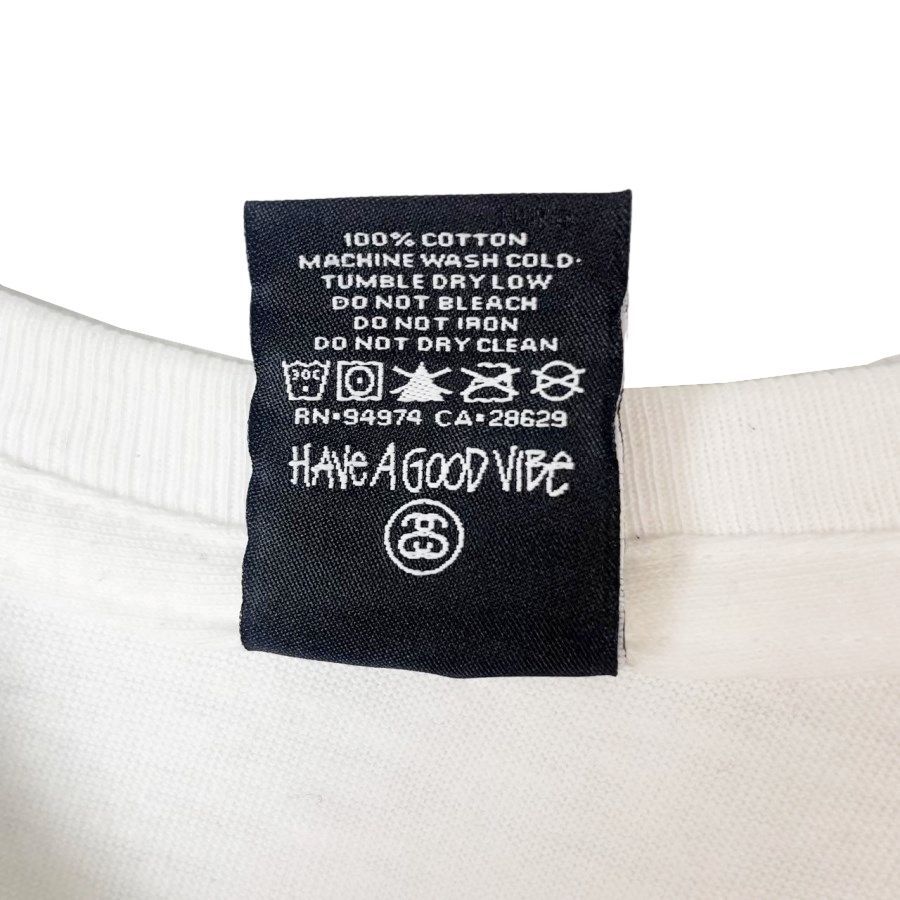 100% COTTON
MACHINE WASH COLD·
TUMBLE DRY LOW
DO NOT BLEACH
DO NOT IRON
DO NOT DRY CLEAN
30C
RN·94974 CA·28629
HAVE A GOOD VIBE